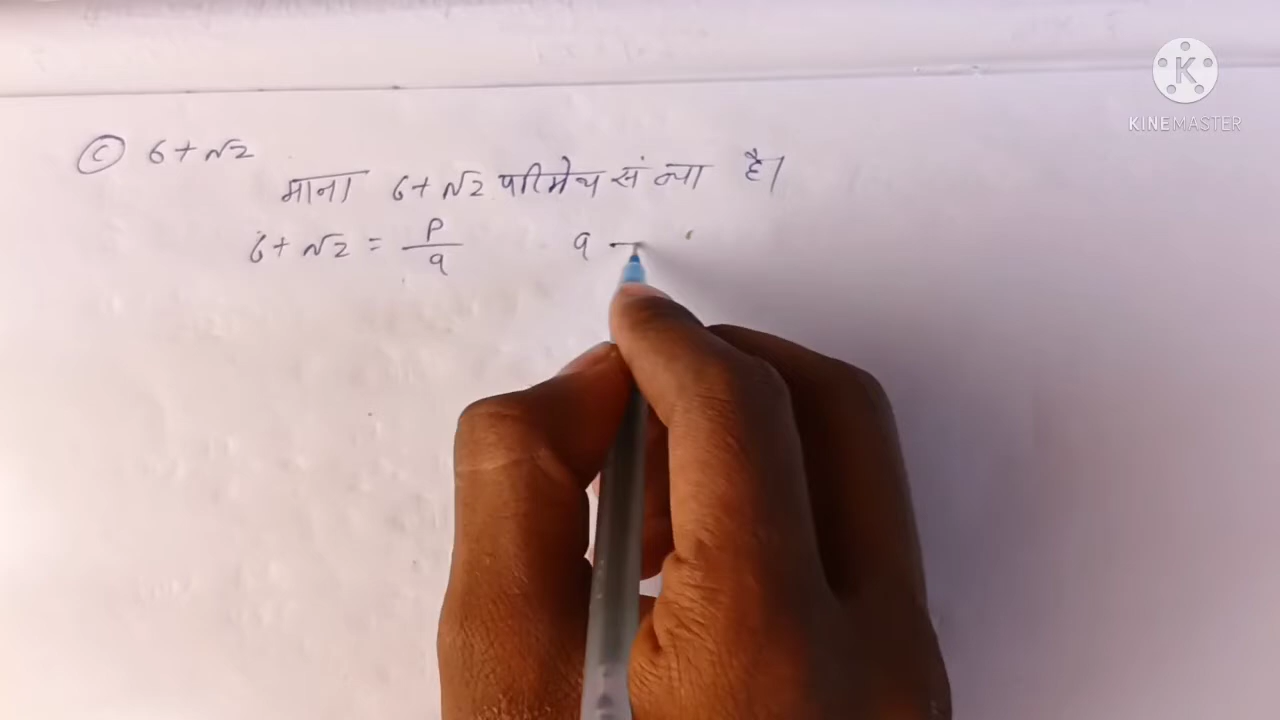 (c) 6+√2
माना 6+√2 परिमेय संख्या है।
6+√2 = p/q q
KINEMASTER